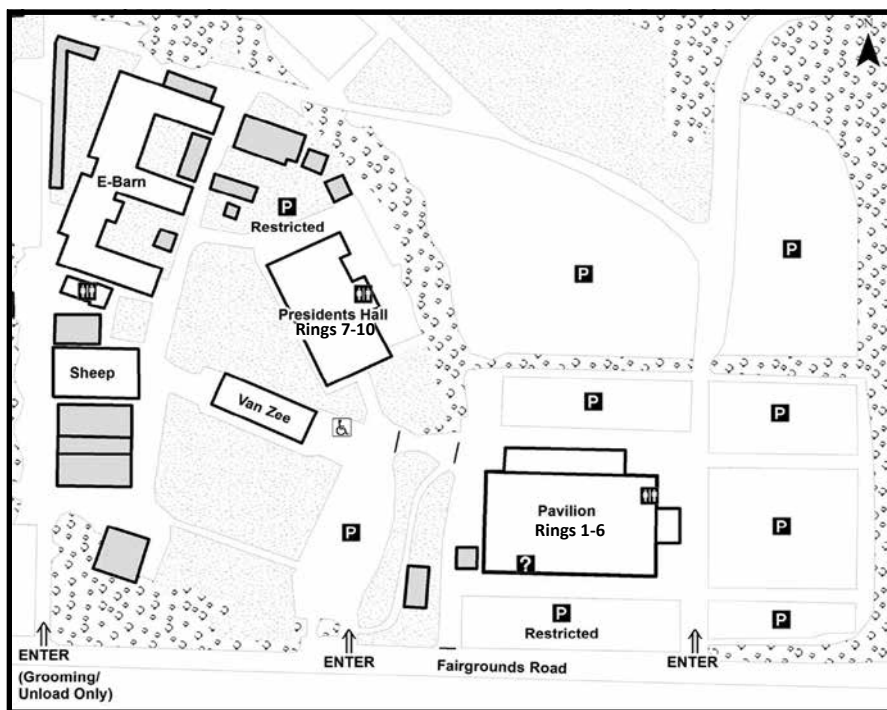 N
E-Barn
P
Restricted
P
P
Presidents Hall
Rings 7-10
Sheep
Van Zee
P
P
Pavilion
Rings 1-6
P
P
?
P
Restricted
P
ENTER
(Grooming/
Unload Only)
ENTER
Fairgrounds Road
ENTER